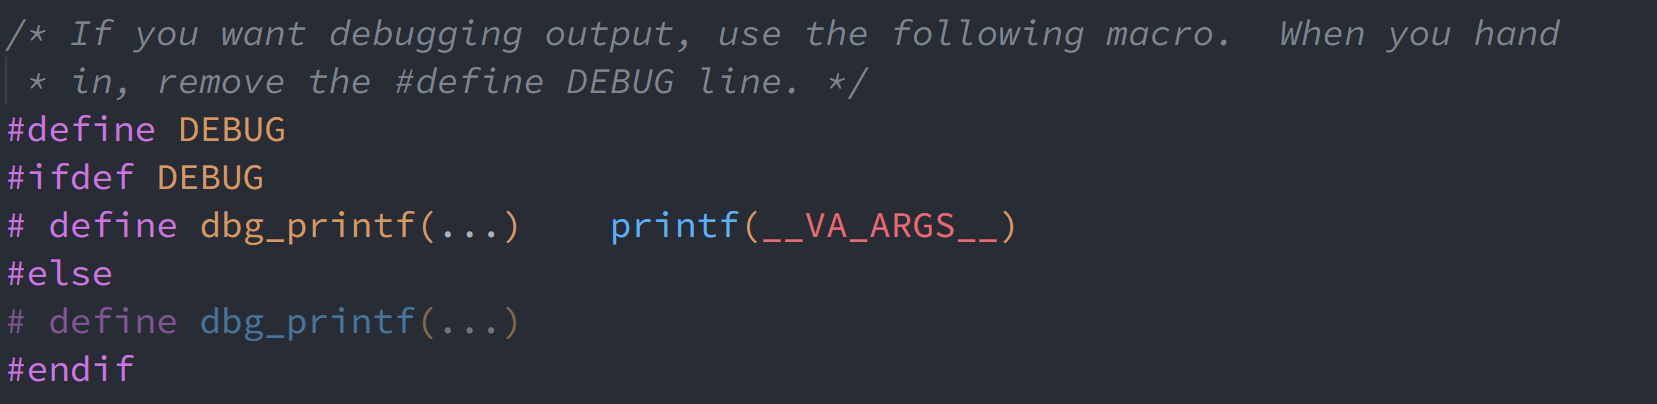 /* If you want debugging output, use the following macro.  When you hand
 * in, remove the #define DEBUG line. */
#define DEBUG
#ifdef DEBUG
# define dbg_printf(...)    printf(__VA_ARGS__)
#else
# define dbg_printf(...)
#endif